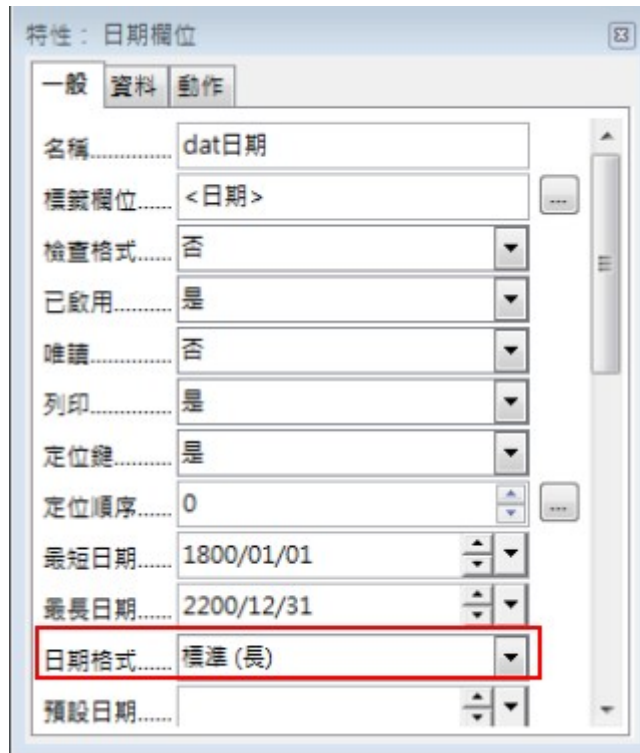 特性： 日期欄位
一般 資料 動作
名稱.............. dat日期
標籤欄位...... <日期> ...
檢查格式...... 否
已啟用.......... 是
唯讀.............. 否
列印.............. 是
定位鍵.......... 是
定位順序...... 0 ...
最短日期...... 1800/01/01
最長日期...... 2200/12/31
日期格式...... 標準 (長)
預設日期......